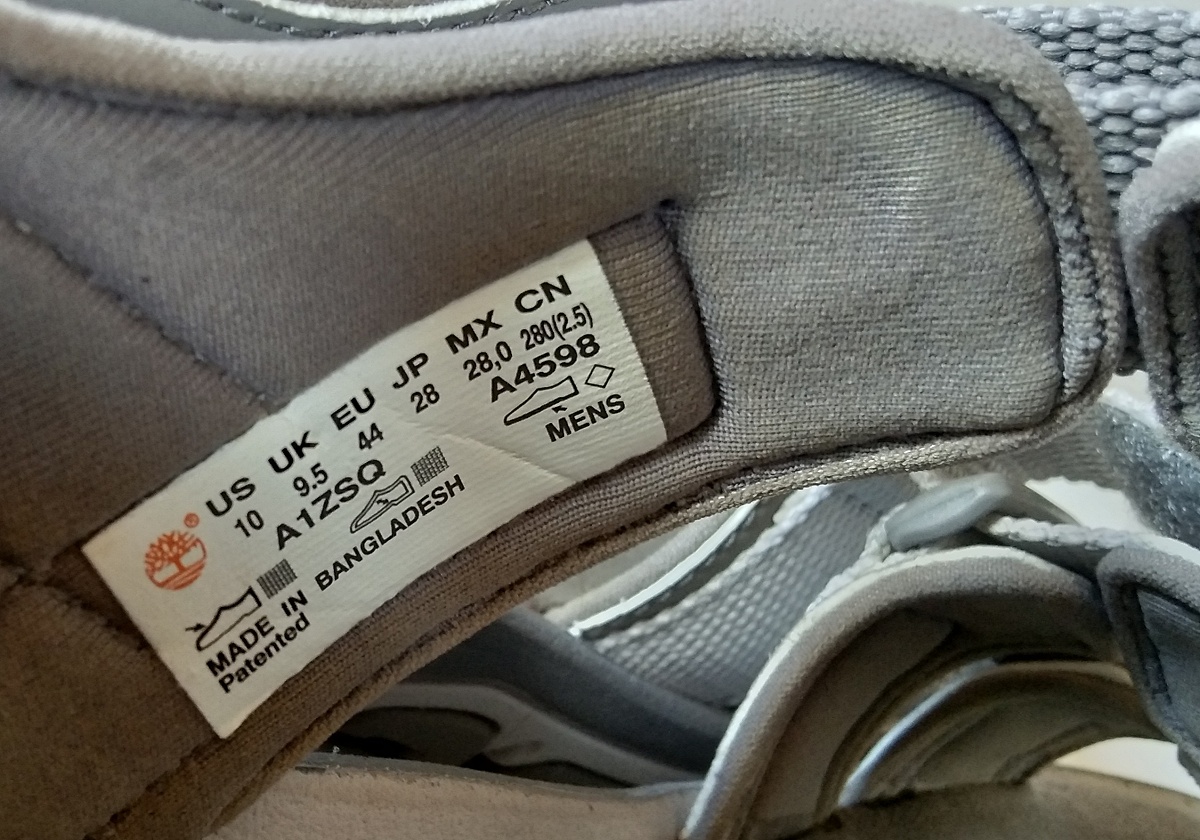 US UK EU JP MX CN
10 9.5 44 28 28,0 280(2.5)
A1ZSQ A4598
MENS
MADE IN BANGLADESH
Patented
®